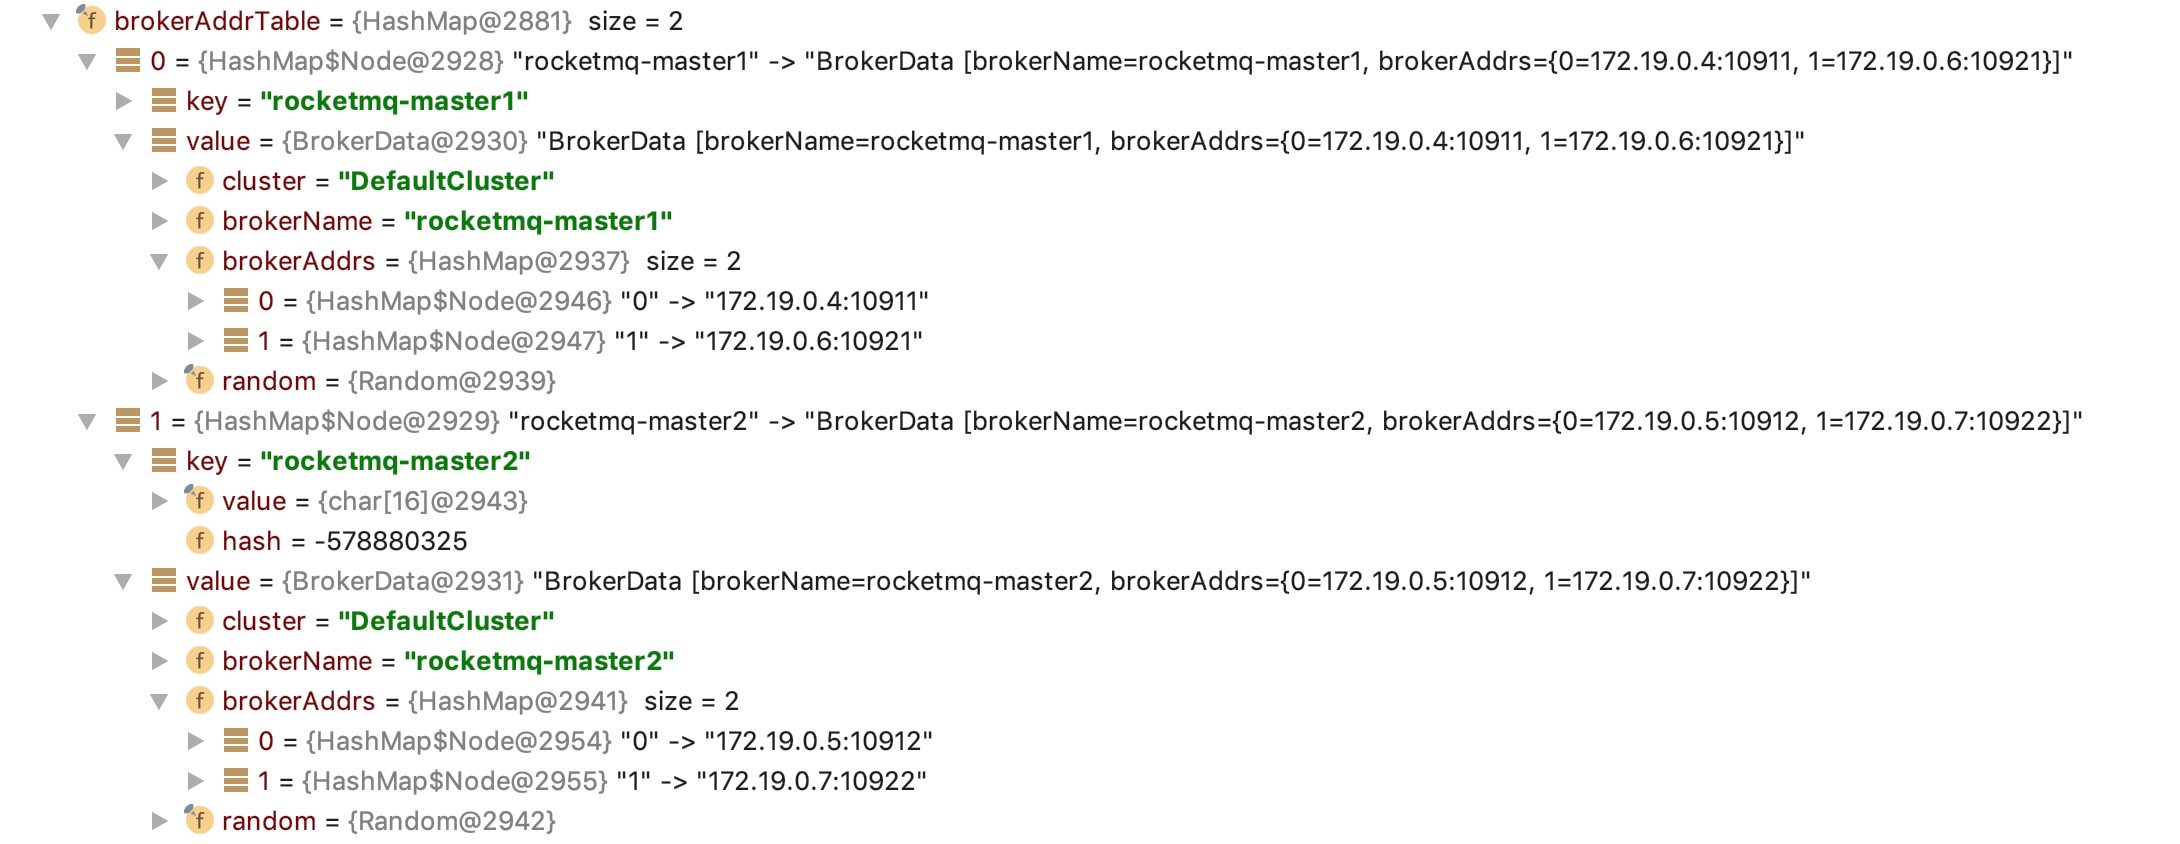 brokerAddrTable = {HashMap@2881} size = 2
0 = {HashMap$Node@2928} "rocketmq-master1" -> "BrokerData [brokerName=rocketmq-master1, brokerAddrs={0=172.19.0.4:10911, 1=172.19.0.6:10921}]"
key = "rocketmq-master1"
value = {BrokerData@2930} "BrokerData [brokerName=rocketmq-master1, brokerAddrs={0=172.19.0.4:10911, 1=172.19.0.6:10921}]"
f cluster = "DefaultCluster"
f brokerName = "rocketmq-master1"
f brokerAddrs = {HashMap@2937} size = 2
0 = {HashMap$Node@2946} "0" -> "172.19.0.4:10911"
1 = {HashMap$Node@2947} "1" -> "172.19.0.6:10921"
f random = {Random@2939}
1 = {HashMap$Node@2929} "rocketmq-master2" -> "BrokerData [brokerName=rocketmq-master2, brokerAddrs={0=172.19.0.5:10912, 1=172.19.0.7:10922}]"
key = "rocketmq-master2"
f value = {char[16]@2943}
f hash = -578880325
value = {BrokerData@2931} "BrokerData [brokerName=rocketmq-master2, brokerAddrs={0=172.19.0.5:10912, 1=172.19.0.7:10922}]"
f cluster = "DefaultCluster"
f brokerName = "rocketmq-master2"
f brokerAddrs = {HashMap@2941} size = 2
0 = {HashMap$Node@2954} "0" -> "172.19.0.5:10912"
1 = {HashMap$Node@2955} "1" -> "172.19.0.7:10922"
f random = {Random@2942}